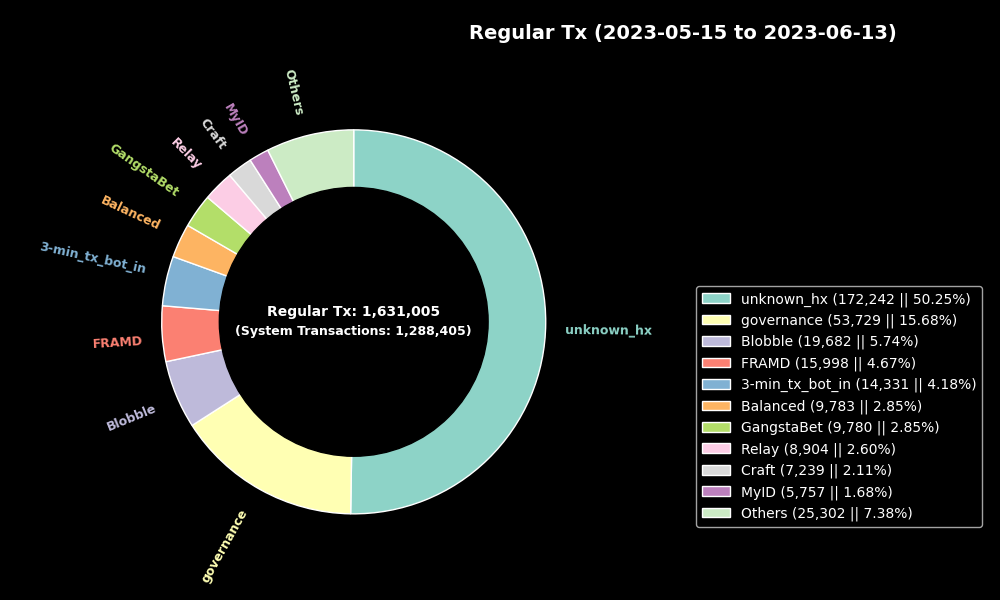 Regular Tx (2023-05-15 to 2023-06-13)
Others
MyID
Craft
Relay
GangstaBet
Balanced
3-min_tx_bot_in
FRAMD
Blobble
governance
unknown_hx
Regular Tx: 1,631,005
(System Transactions: 1,288,405)
unknown_hx (172,242 || 50.25%)
governance (53,729 || 15.68%)
Blobble (19,682 || 5.74%)
FRAMD (15,998 || 4.67%)
3-min_tx_bot_in (14,331 || 4.18%)
Balanced (9,783 || 2.85%)
GangstaBet (9,780 || 2.85%)
Relay (8,904 || 2.60%)
Craft (7,239 || 2.11%)
MyID (5,757 || 1.68%)
Others (25,302 || 7.38%)